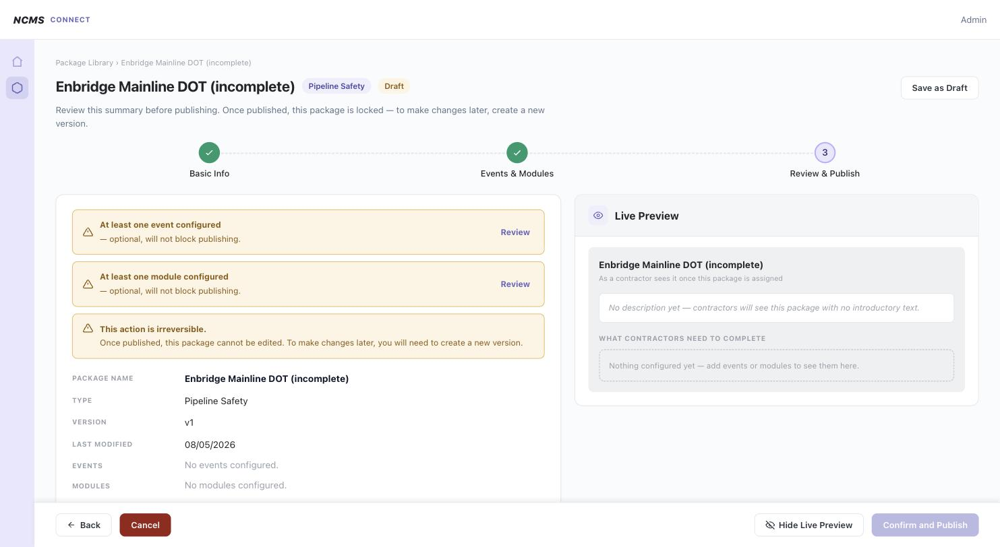 NCMS CONNECT
Admin
Package Library › Enbridge Mainline DOT (incomplete)
Enbridge Mainline DOT (incomplete) Pipeline Safety Draft
Save as Draft
Review this summary before publishing. Once published, this package is locked — to make changes later, create a new
version.
3
Basic Info
Events & Modules
Review & Publish
At least one event configured
— optional, will not block publishing.
Review
At least one module configured
— optional, will not block publishing.
Review
This action is irreversible.
Once published, this package cannot be edited. To make changes later, you will need to create a new version.
PACKAGE NAME Enbridge Mainline DOT (incomplete)
TYPE Pipeline Safety
VERSION v1
LAST MODIFIED 08/05/2026
EVENTS No events configured.
MODULES No modules configured.
Live Preview
Enbridge Mainline DOT (incomplete)
As a contractor sees it once this package is assigned
No description yet — contractors will see this package with no introductory text.
WHAT CONTRACTORS NEED TO COMPLETE
Nothing configured yet — add events or modules to see them here.
Back
Cancel
Hide Live Preview
Confirm and Publish